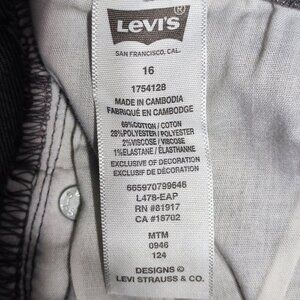 LEVI'S
SAN FRANCISCO, CAL.
16
1754128
MADE IN CAMBODIA
FABRIQUÉ EN CAMBODGE
69%COTTON / COTON
28%POLYESTER / POLYESTER
2%VISCOSE / VISCOSE
1%ELASTANE / ÉLASTHANNE
EXCLUSIVE OF DECORATION
EXCLUSIF DE DÉCORATION
665970799646
L478-EAP
RN #81917
CA #18702
MTM
0946
124
DESIGNS ©
LEVI STRAUSS & CO.